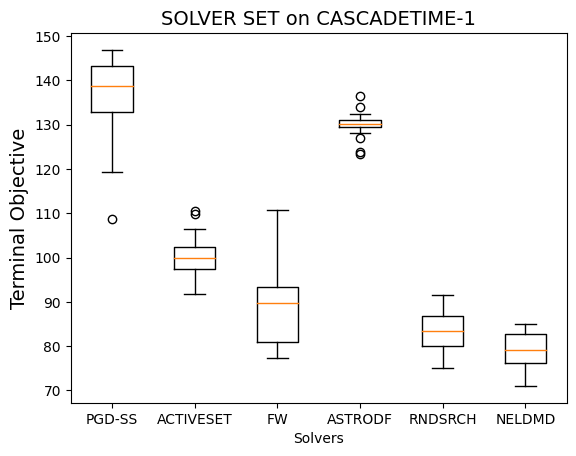 SOLVER SET on CASCADETIME-1
Terminal Objective
150
140
130
120
110
100
90
80
70
PGD-SS ACTIVESET FW ASTRODF RNDSRCH NELDMD
Solvers